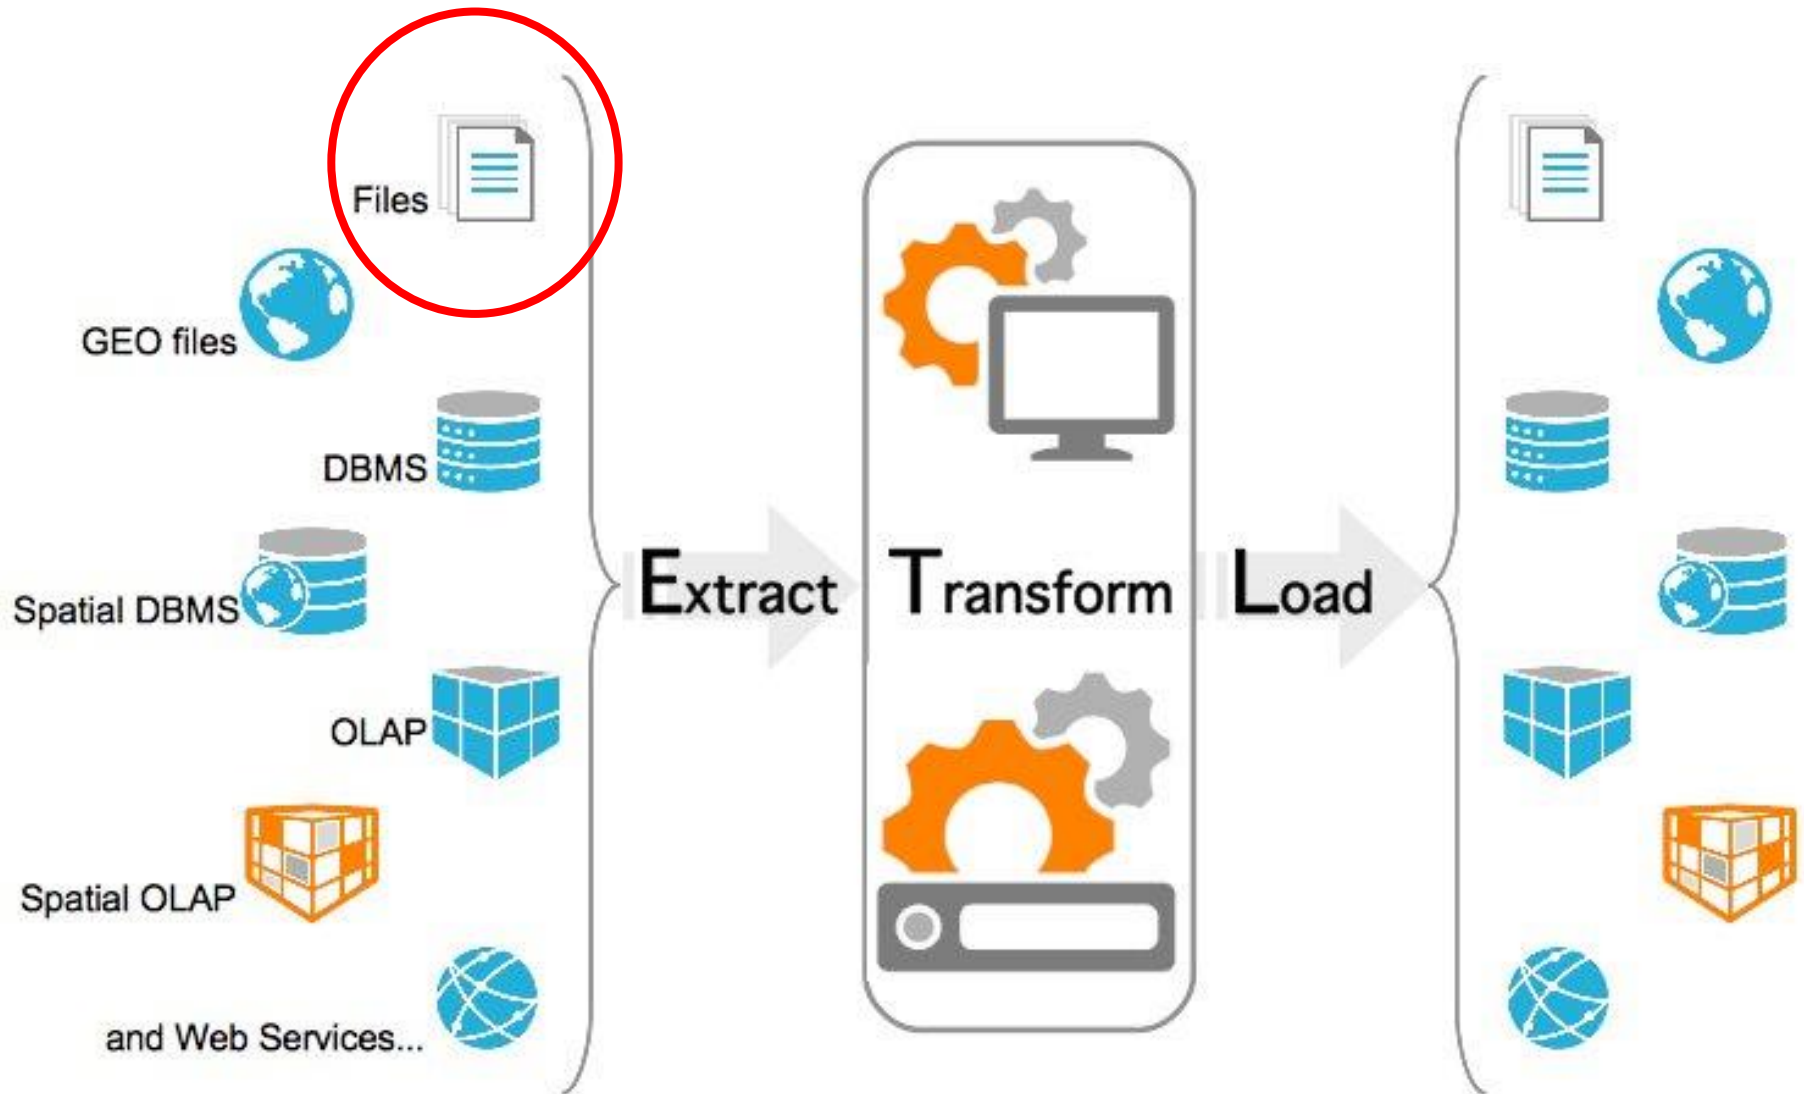 Files
GEO files
DBMS
Spatial DBMS
Extract Transform Load
OLAP
Spatial OLAP
and Web Services...